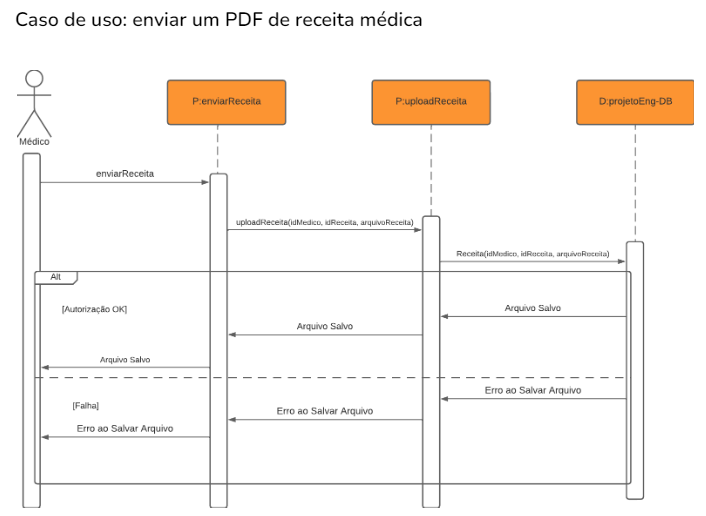 Caso de uso: enviar um PDF de receita médica
P:enviarReceita
P:uploadReceita
D:projetoEng-DB
Médico
enviarReceita
uploadReceita(idMedico, idReceita, arquivoReceita)
Receita(idMedico, idReceita, arquivoReceita)
Alt
[Autorização OK]
Arquivo Salvo
Arquivo Salvo
Arquivo Salvo
Erro ao Salvar Arquivo
[Falha]
Erro ao Salvar Arquivo
Erro ao Salvar Arquivo